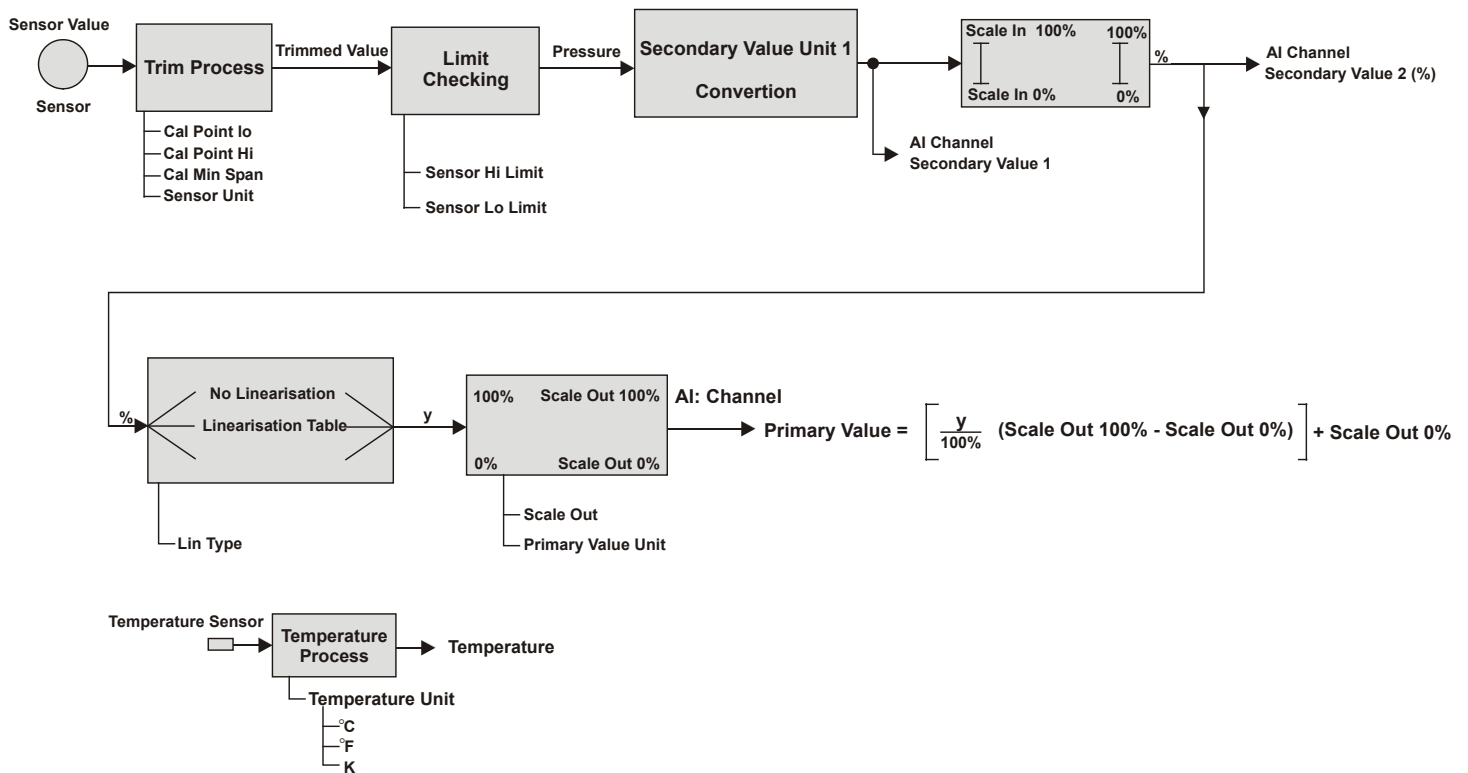 Sensor Value
Sensor
Trim Process
Cal Point lo
Cal Point Hi
Cal Min Span
Sensor Unit
Trimmed Value
Limit
Checking
Sensor Hi Limit
Sensor Lo Limit
Pressure
Secondary Value Unit 1
Convertion
AI Channel
Secondary Value 1
Scale In 100%
100%
Scale In 0%
0%
%
AI Channel
Secondary Value 2 (%)
%
No Linearisation
Linearisation Table
Lin Type
y
100%
Scale Out 100%
0%
Scale Out 0%
Scale Out
Primary Value Unit
AI: Channel
Primary Value = [ y/100% (Scale Out 100% - Scale Out 0%) ] + Scale Out 0%
Temperature Sensor
Temperature
Process
Temperature
Temperature Unit
°C
°F
K